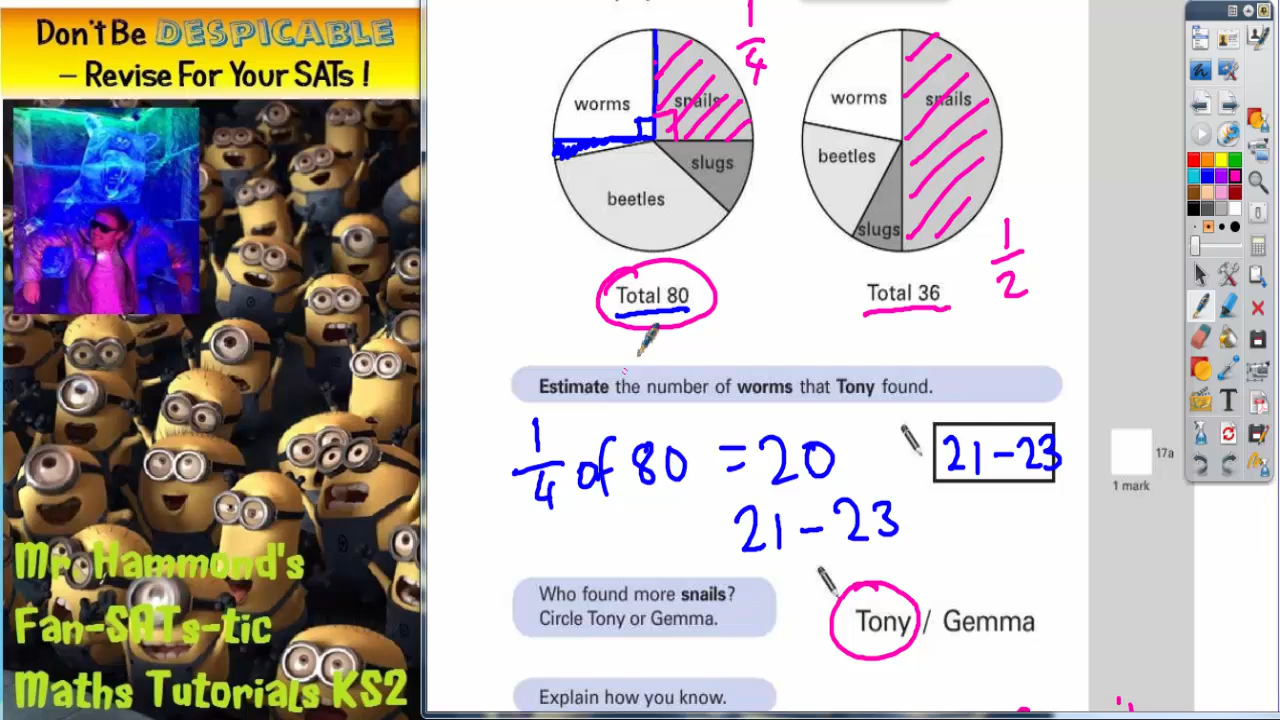 Don't Be DESPICABLE
– Revise For Your SATs !
Mr Hammond's
Fan-SATs-tic
Maths Tutorials KS2
1/4
worms
snails
slugs
beetles
Total 80
worms
snails
beetles
slugs
1/2
Total 36
Estimate the number of worms that Tony found.
1/4 of 80 = 20
21-23
21-23
17a
1 mark
Who found more snails?
Circle Tony or Gemma.
Tony / Gemma
Explain how you know.